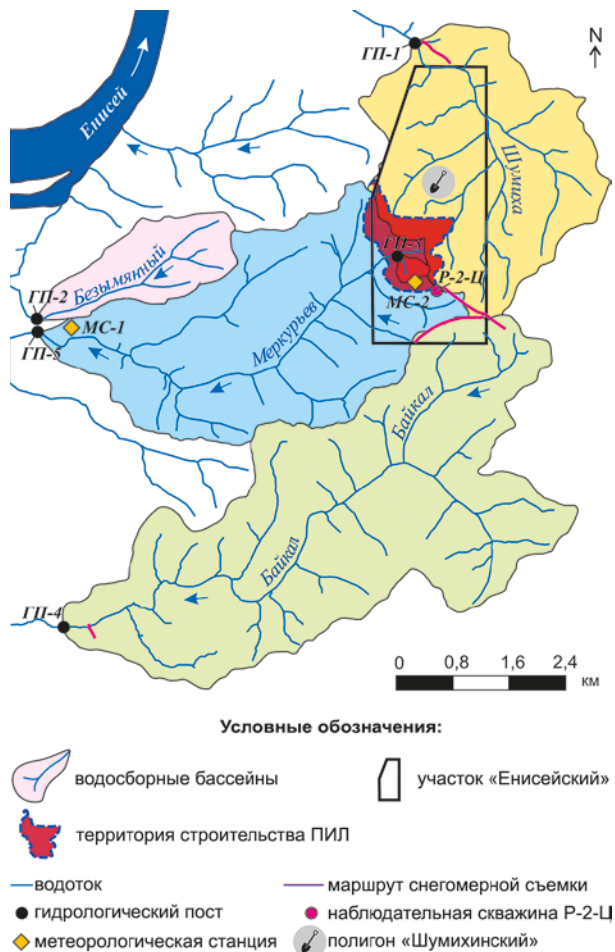 ГП-1
N
Енисей
Шумиха
ГП-3
Р-2-Ц
МС-2
Безымянный
ГП-2
МС-1
ГП-5
Меркурьев
Байкал
Байкал
ГП-4
0 0,8 1,6 2,4
км
Условные обозначения:
водосборные бассейны
участок «Енисейский»
территория строительства ПИЛ
водоток
маршрут снегомерной съемки
гидрологический пост
наблюдательная скважина Р-2-Ц
метеорологическая станция
полигон «Шумихинский»